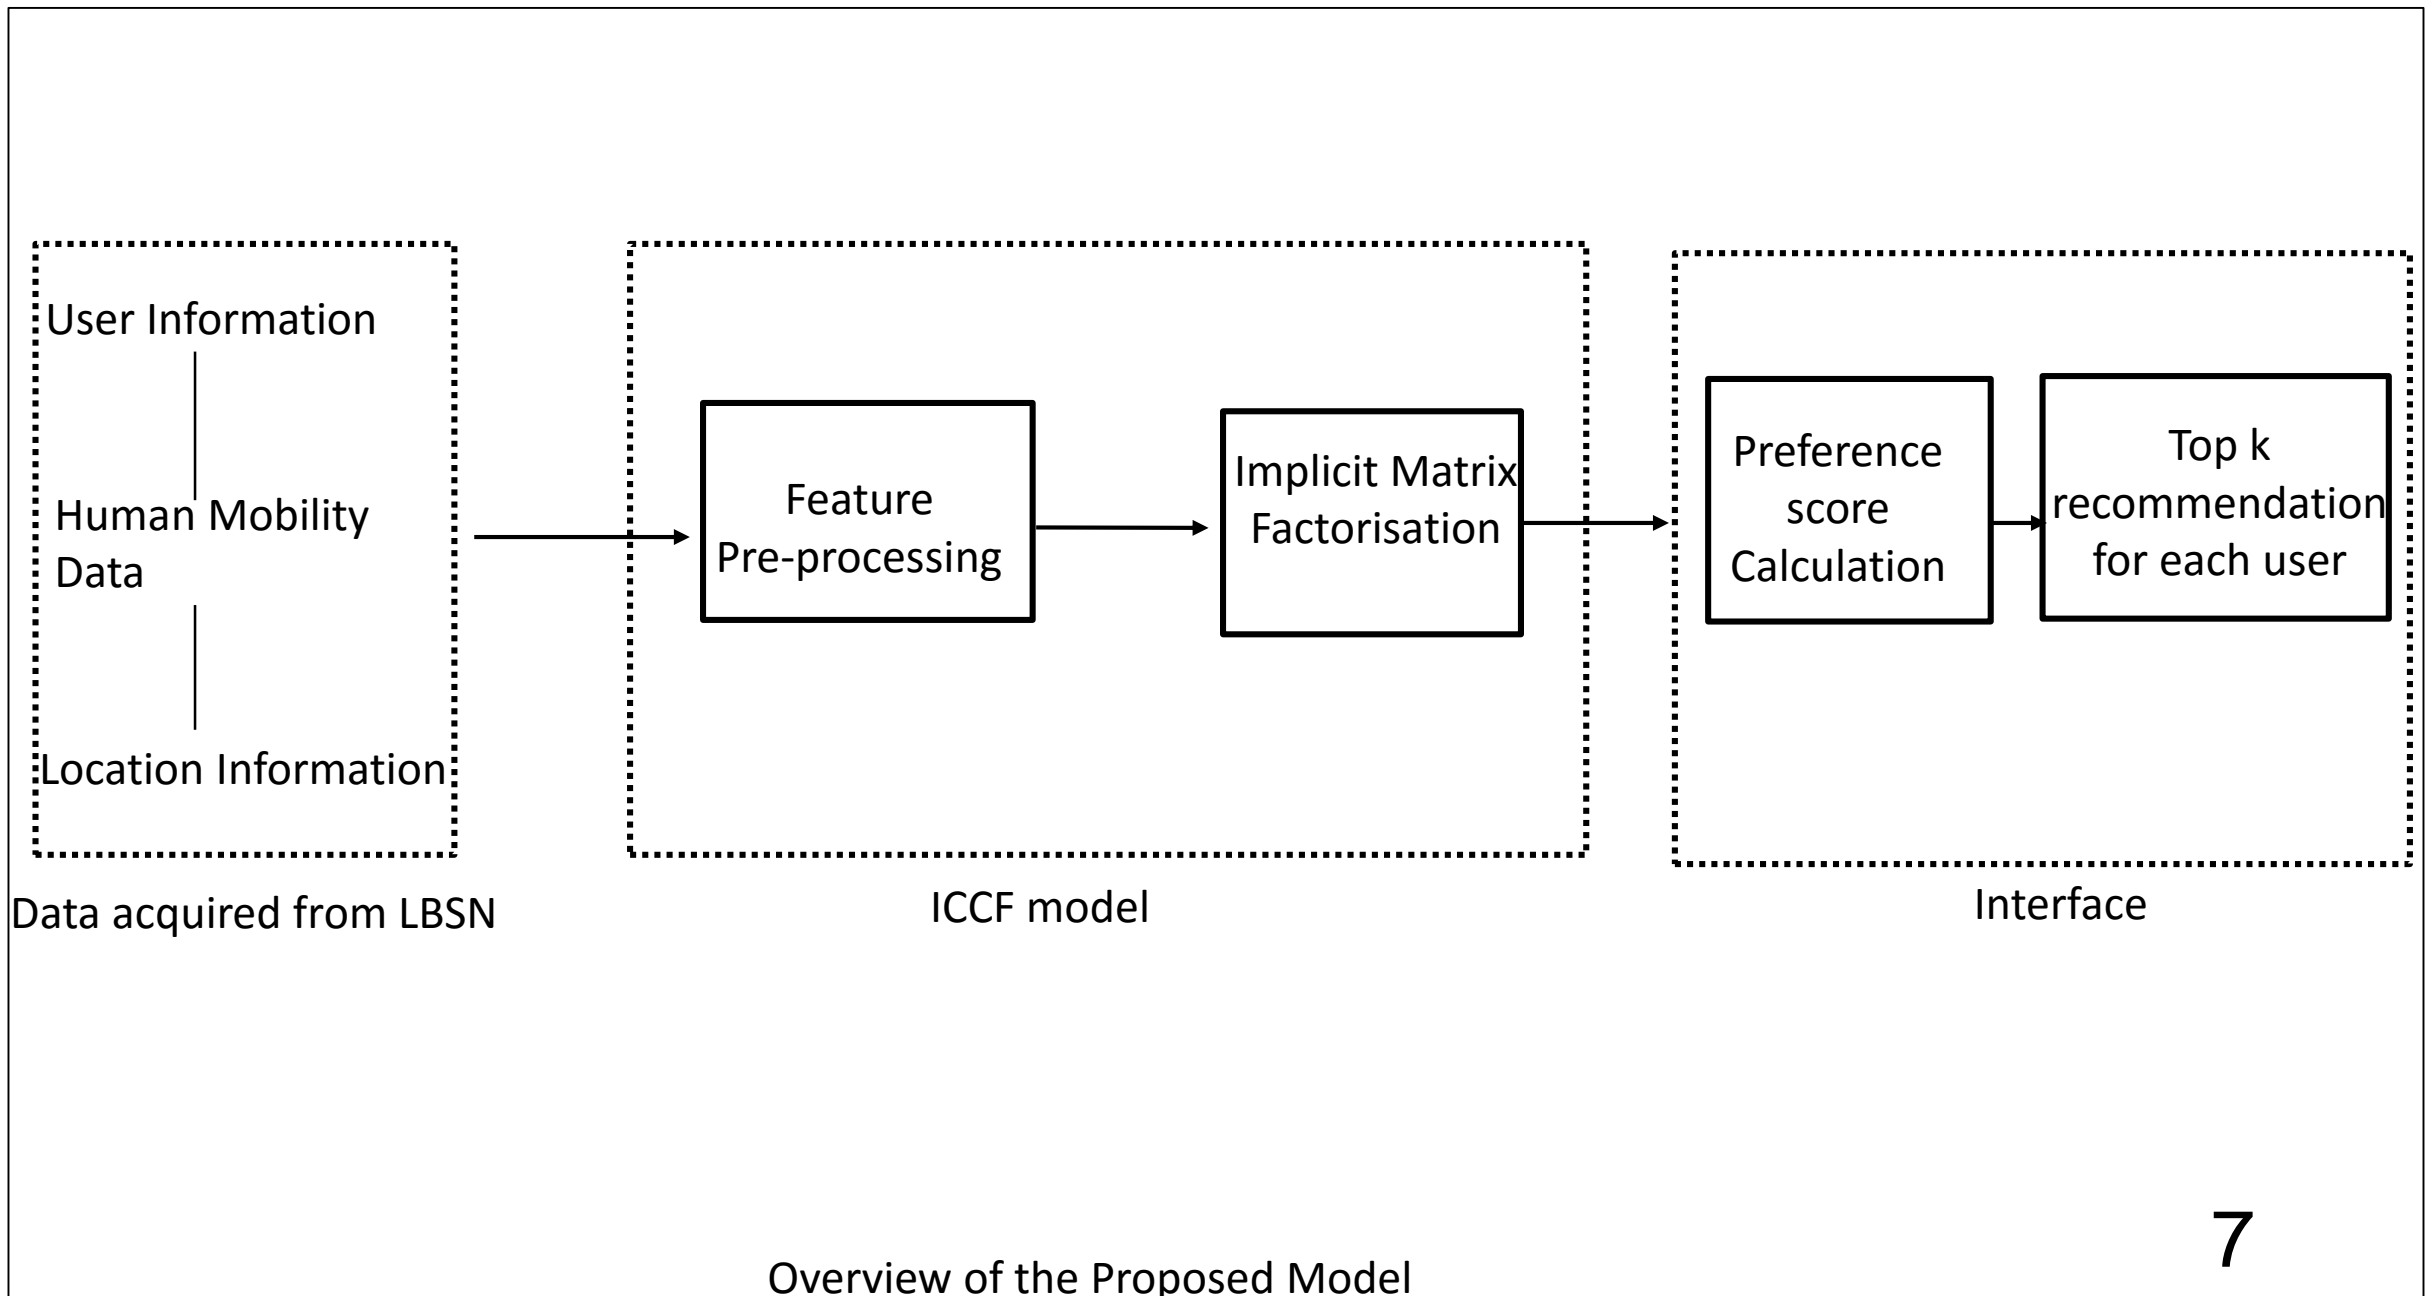 User Information
Human Mobility
Data
Location Information
Data acquired from LBSN
Feature
Pre-processing
Implicit Matrix
Factorisation
ICCF model
Preference
score
Calculation
Top k
recommendation
for each user
Interface
7
Overview of the Proposed Model